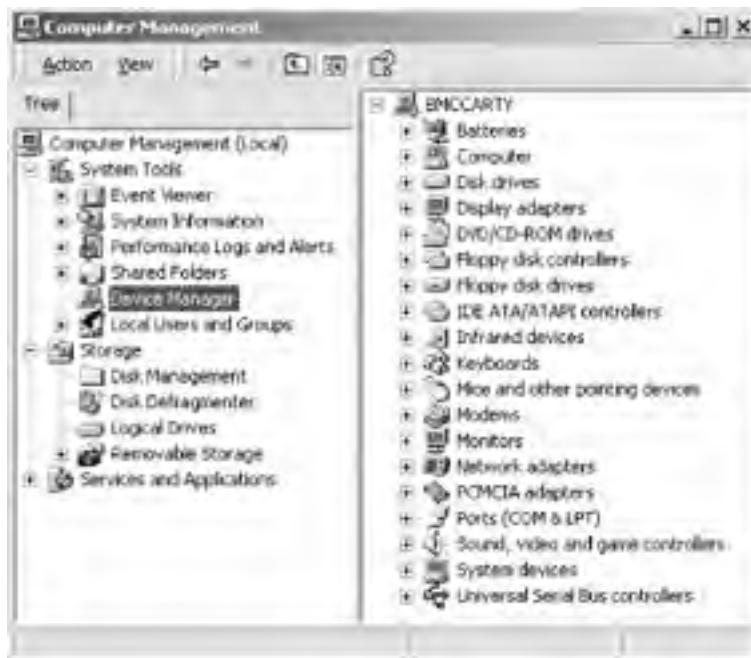 Computer Management
Action View
Tree
Computer Management (Local)
System Tools
Event Viewer
System Information
Performance Logs and Alerts
Shared Folders
Device Manager
Local Users and Groups
Storage
Disk Management
Disk Defragmenter
Logical Drives
Removable Storage
Services and Applications
BMCCARTY
Batteries
Computer
Disk drives
Display adapters
DVD/CD-ROM drives
Floppy disk controllers
Floppy disk drives
IDE ATA/ATAPI controllers
Infrared devices
Keyboards
Mice and other pointing devices
Modems
Monitors
Network adapters
PCMCIA adapters
Ports (COM & LPT)
Sound, video and game controllers
System devices
Universal Serial Bus controllers